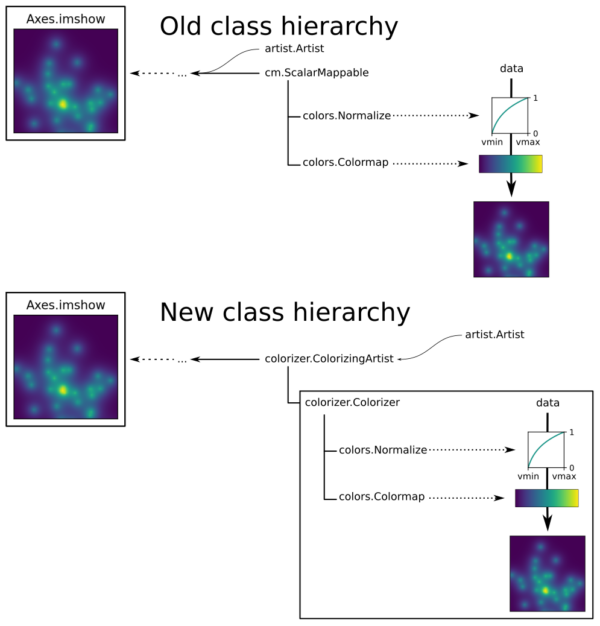 Old class hierarchy
Axes.imshow
artist.Artist
...
cm.ScalarMappable
data
colors.Normalize
1
0
vmin vmax
colors.Colormap
New class hierarchy
Axes.imshow
artist.Artist
...
colorizer.ColorizingArtist
colorizer.Colorizer
data
colors.Normalize
1
0
vmin vmax
colors.Colormap